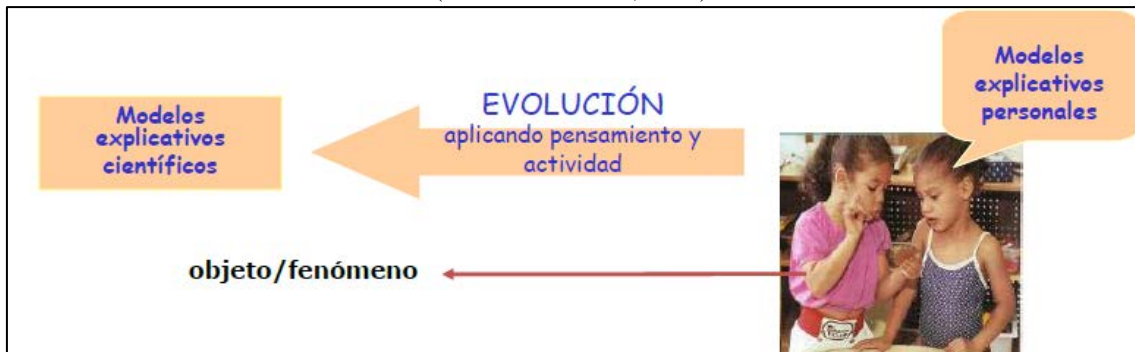 Modelos
explicativos
personales
EVOLUCIÓN
aplicando pensamiento y
actividad
Modelos
explicativos
científicos
objeto/fenómeno